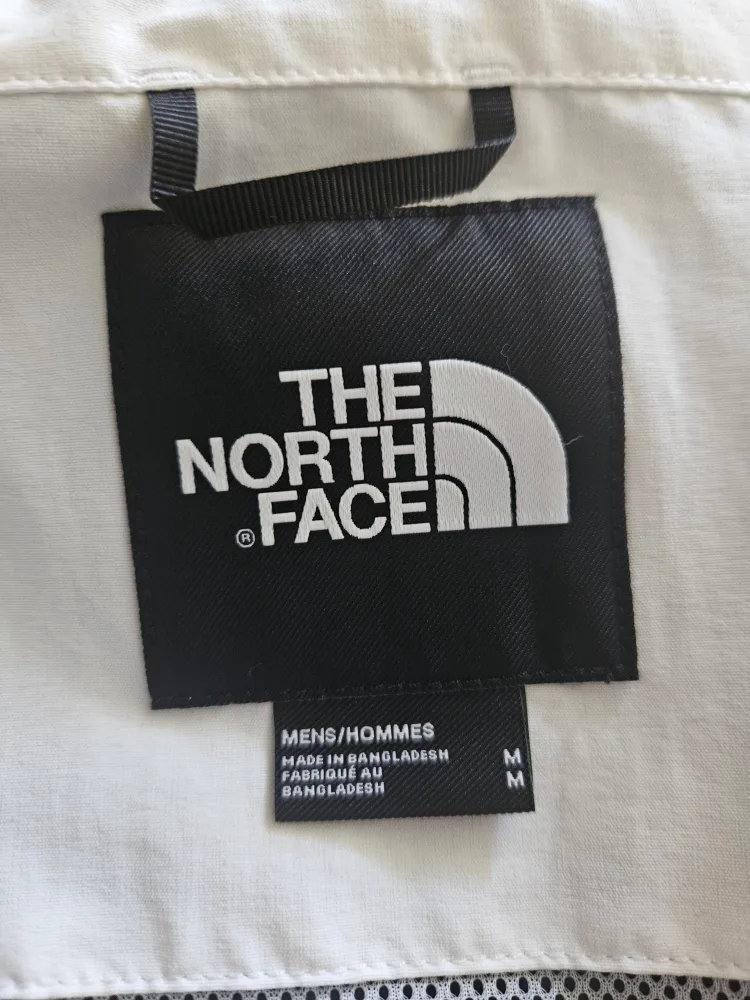 THE
NORTH
FACE
®
MENS/HOMMES
MADE IN BANGLADESH M
FABRIQUÉ AU M
BANGLADESH